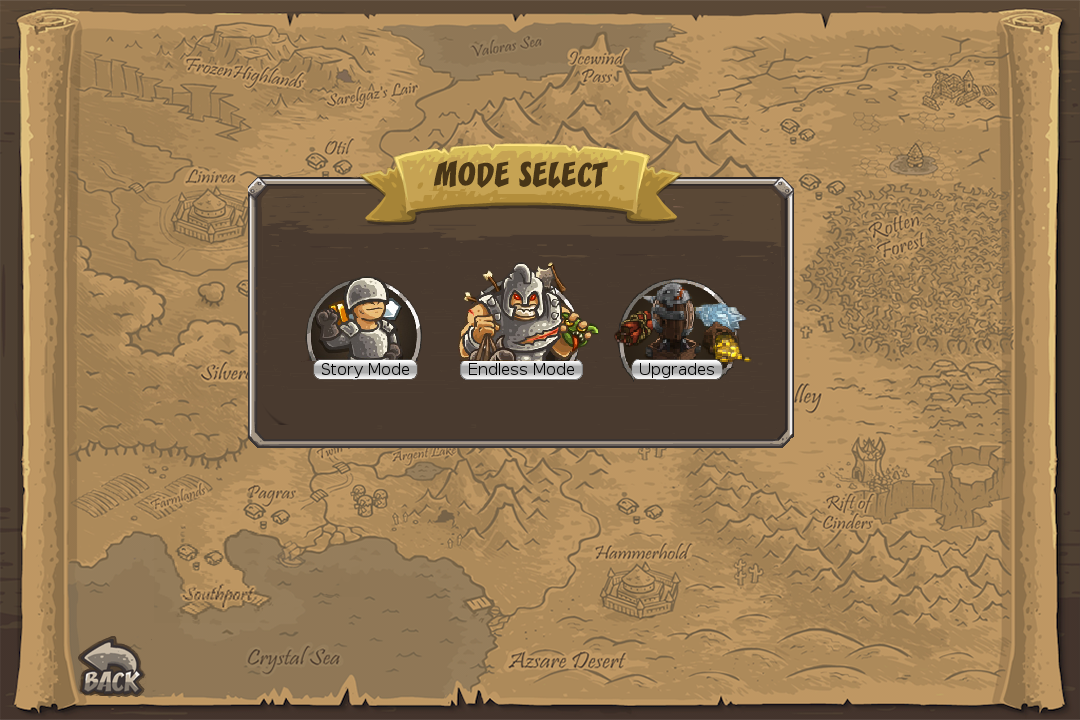 Valoras Sea
Icewind
Pass
Frozen Highlands
Sarelgaz's Lair
Otil
Linirea
MODE SELECT
Rotten
Forest
Story Mode
Endless Mode
Upgrades
Silver
lley
Twin
Argent Lake
Farmlands
Pagras
Rift of
Cinders
Hammerhold
Southport
Crystal Sea
Azsare Desert
BACK